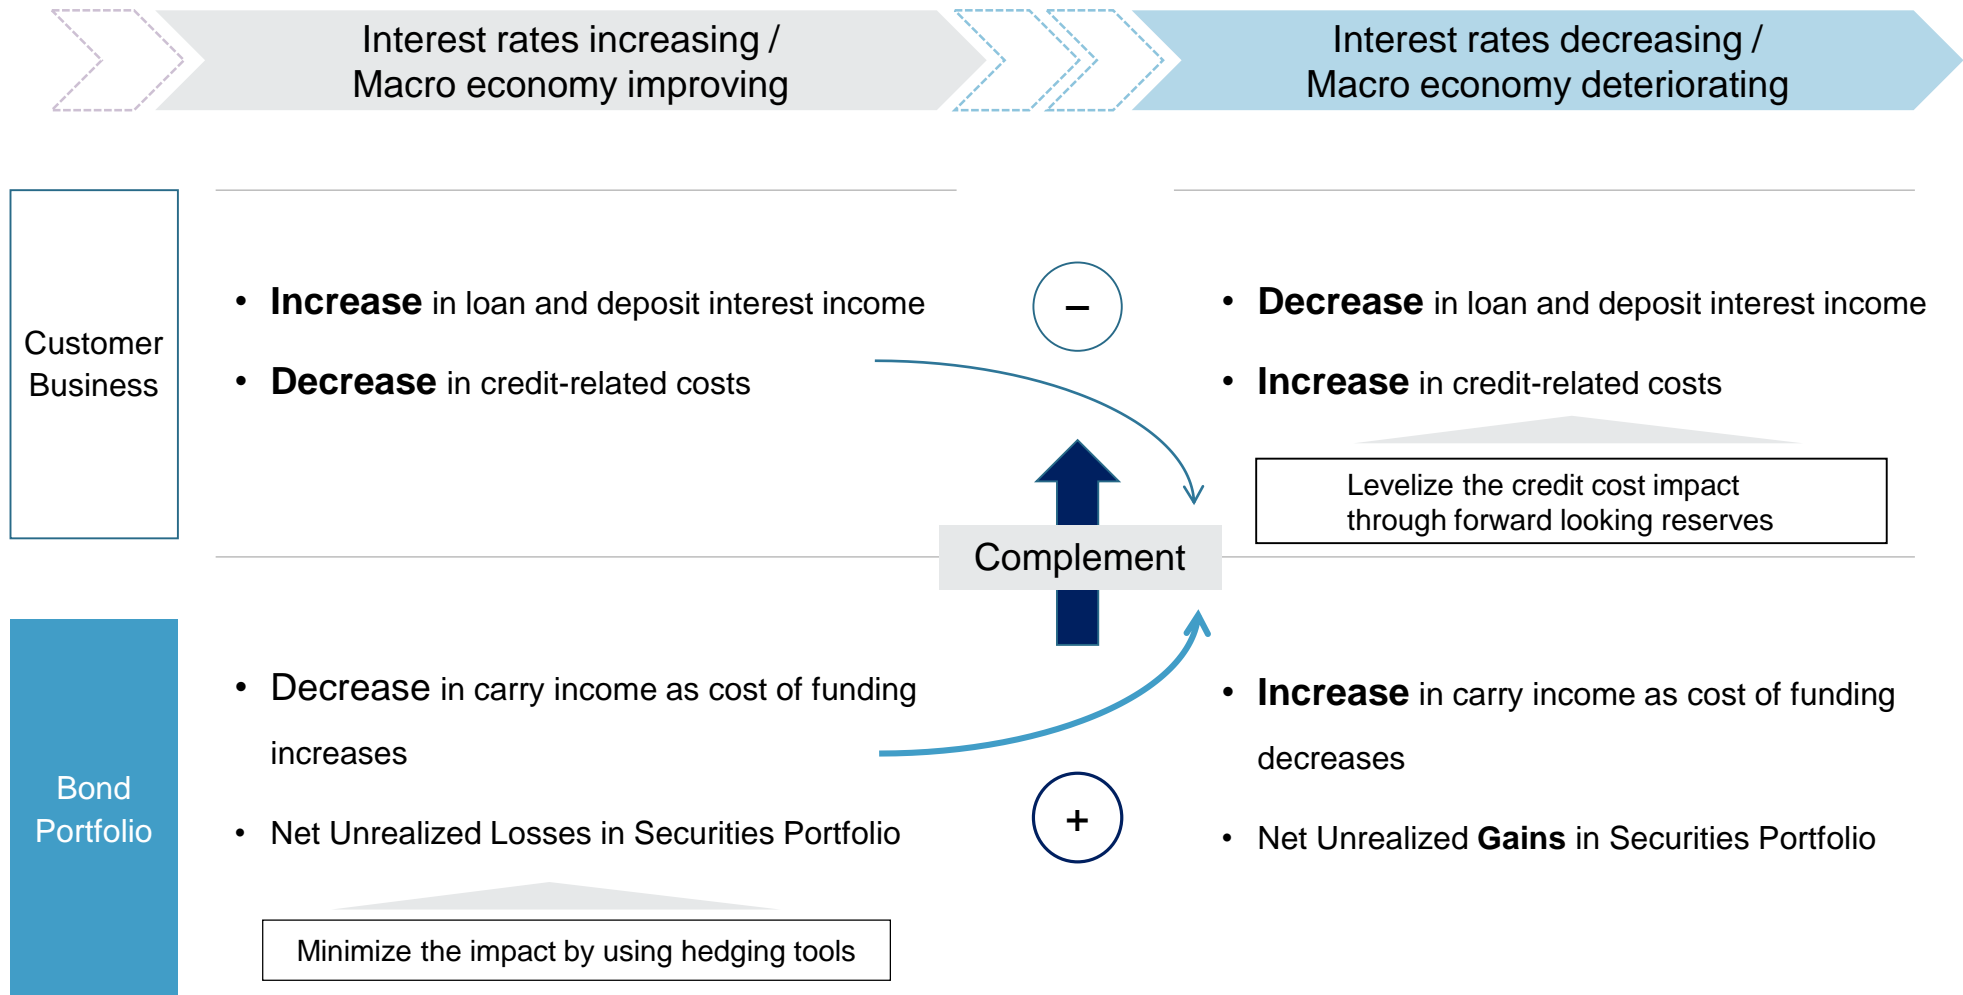 Interest rates increasing /
Macro economy improving
Interest rates decreasing /
Macro economy deteriorating
Customer
Business
• Increase in loan and deposit interest income
• Decrease in credit-related costs
–
• Decrease in loan and deposit interest income
• Increase in credit-related costs
Levelize the credit cost impact
through forward looking reserves
Complement
Bond
Portfolio
• Decrease in carry income as cost of funding
increases
• Net Unrealized Losses in Securities Portfolio
Minimize the impact by using hedging tools
+
• Increase in carry income as cost of funding
decreases
• Net Unrealized Gains in Securities Portfolio